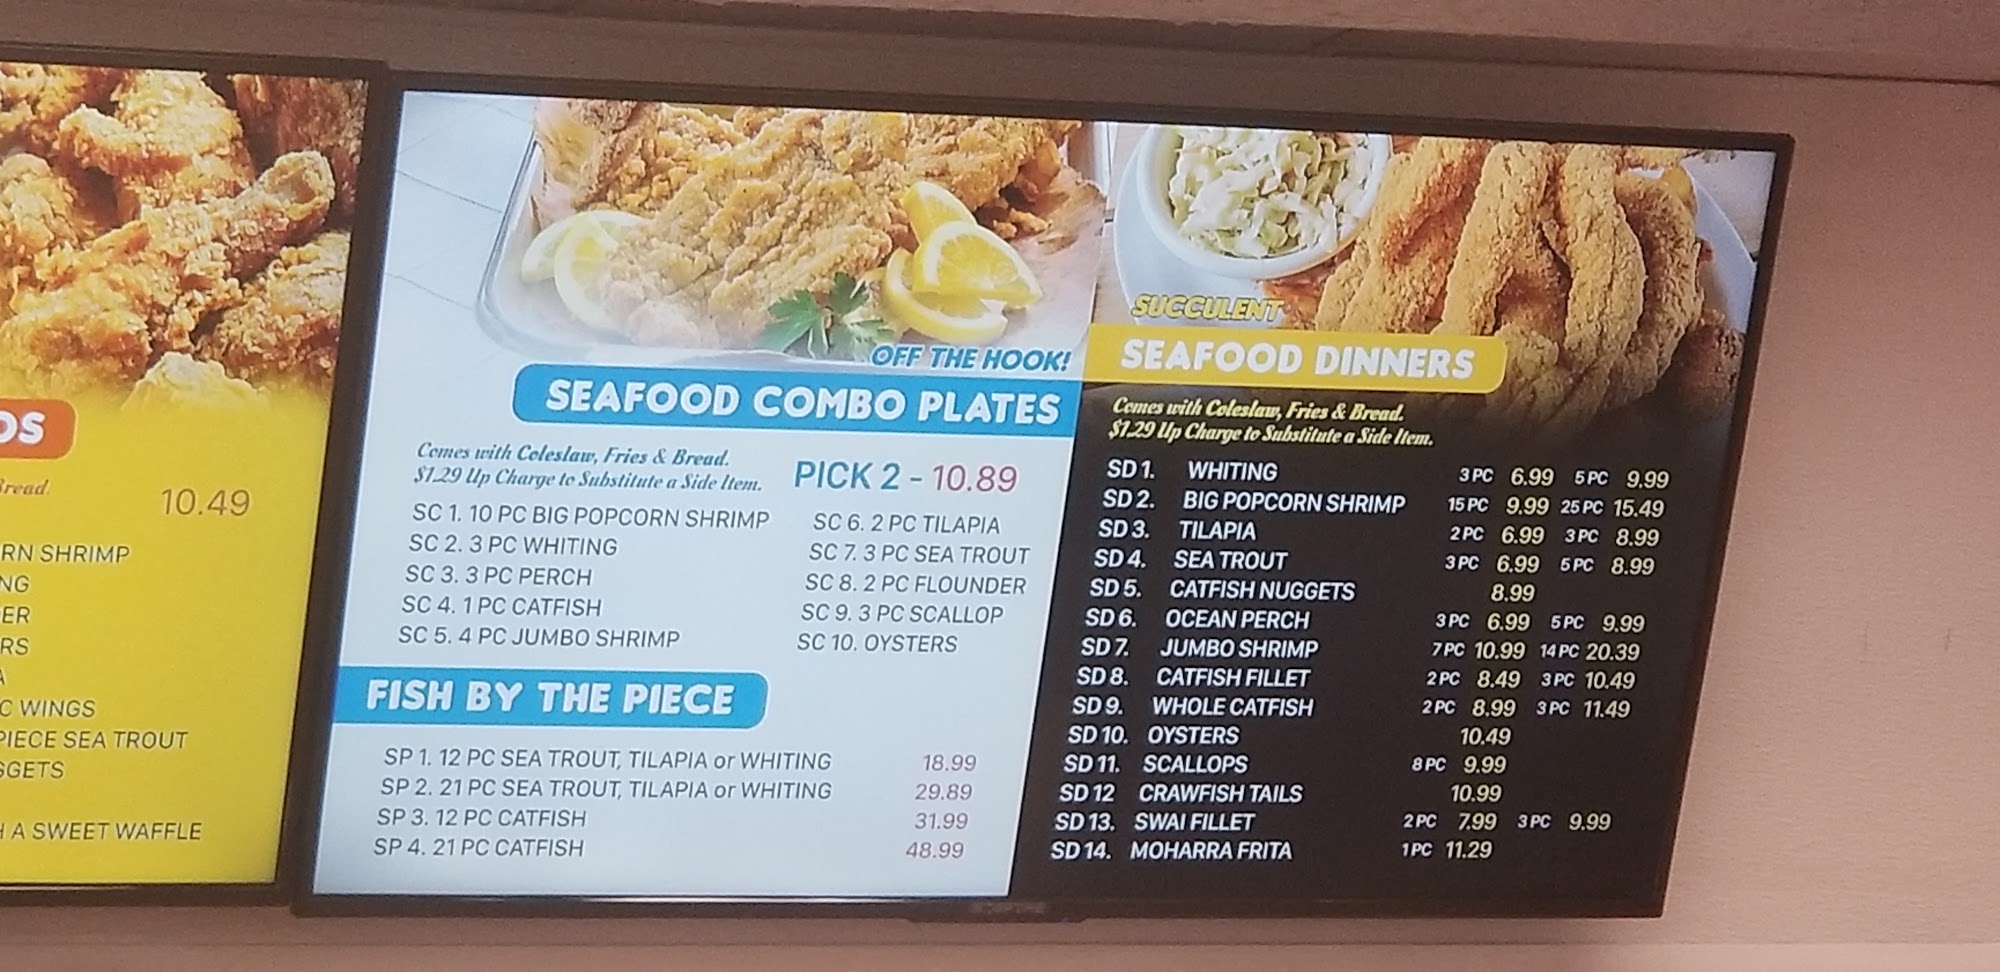 OS
Bread.
10.49
RN SHRIMP
NG
ER
RS
A
C WINGS
PIECE SEA TROUT
GGETS
H A SWEET WAFFLE
OFF THE HOOK!
SEAFOOD COMBO PLATES
Comes with Coleslaw, Fries & Bread.
$1.29 Up Charge to Substitute a Side Item.
PICK 2 - 10.89
SC 1. 10 PC BIG POPCORN SHRIMP
SC 2. 3 PC WHITING
SC 3. 3 PC PERCH
SC 4. 1 PC CATFISH
SC 5. 4 PC JUMBO SHRIMP
SC 6. 2 PC TILAPIA
SC 7. 3 PC SEA TROUT
SC 8. 2 PC FLOUNDER
SC 9. 3 PC SCALLOP
SC 10. OYSTERS
FISH BY THE PIECE
SP 1. 12 PC SEA TROUT, TILAPIA or WHITING 18.99
SP 2. 21 PC SEA TROUT, TILAPIA or WHITING 29.89
SP 3. 12 PC CATFISH 31.99
SP 4. 21 PC CATFISH 48.99
SUCCULENT
SEAFOOD DINNERS
Comes with Coleslaw, Fries & Bread.
$1.29 Up Charge to Substitute a Side Item.
SD 1. WHITING 3 PC 6.99 5 PC 9.99
SD 2. BIG POPCORN SHRIMP 15 PC 9.99 25 PC 15.49
SD 3. TILAPIA 2 PC 6.99 3 PC 8.99
SD 4. SEA TROUT 3 PC 6.99 5 PC 8.99
SD 5. CATFISH NUGGETS 8.99
SD 6. OCEAN PERCH 3 PC 6.99 5 PC 9.99
SD 7. JUMBO SHRIMP 7 PC 10.99 14 PC 20.39
SD 8. CATFISH FILLET 2 PC 8.49 3 PC 10.49
SD 9. WHOLE CATFISH 2 PC 8.99 3 PC 11.49
SD 10. OYSTERS 10.49
SD 11. SCALLOPS 8 PC 9.99
SD 12 CRAWFISH TAILS 10.99
SD 13. SWAI FILLET 2 PC 7.99 3 PC 9.99
SD 14. MOHARRA FRITA 1 PC 11.29